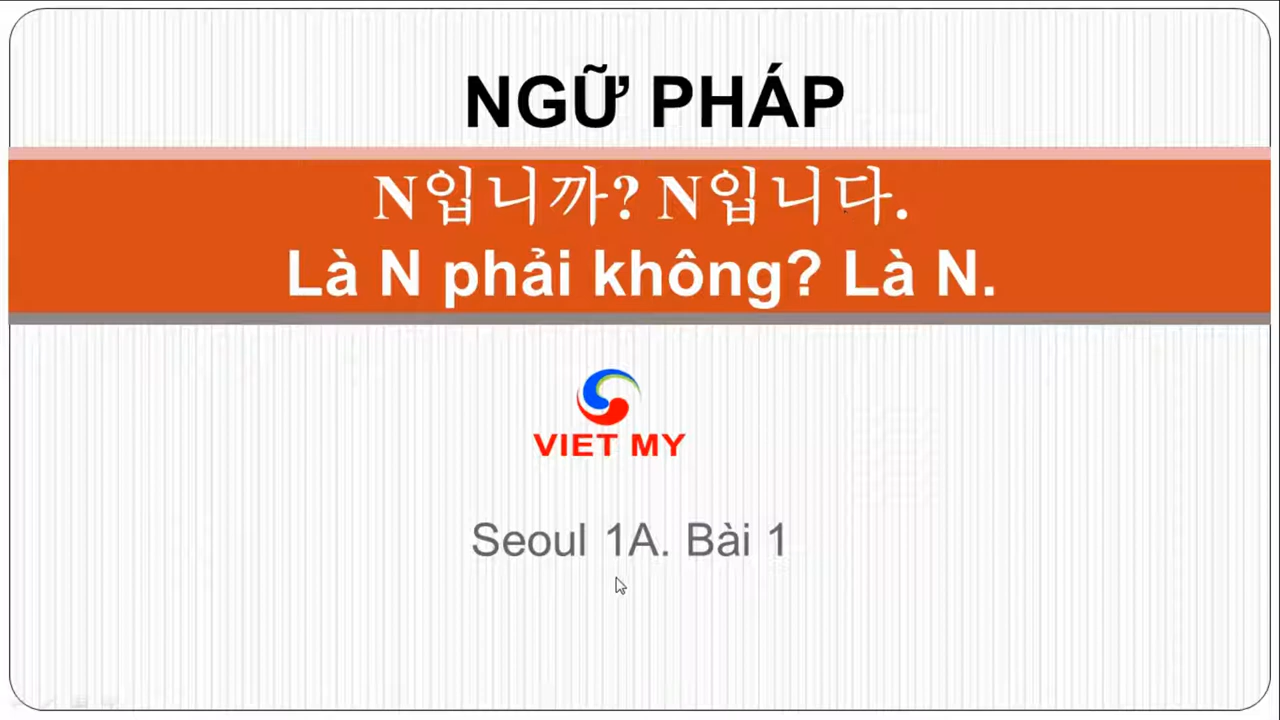 NGỮ PHÁP
N입니까? N입니다.
Là N phải không? Là N.
VIET MY
Seoul 1A. Bài 1